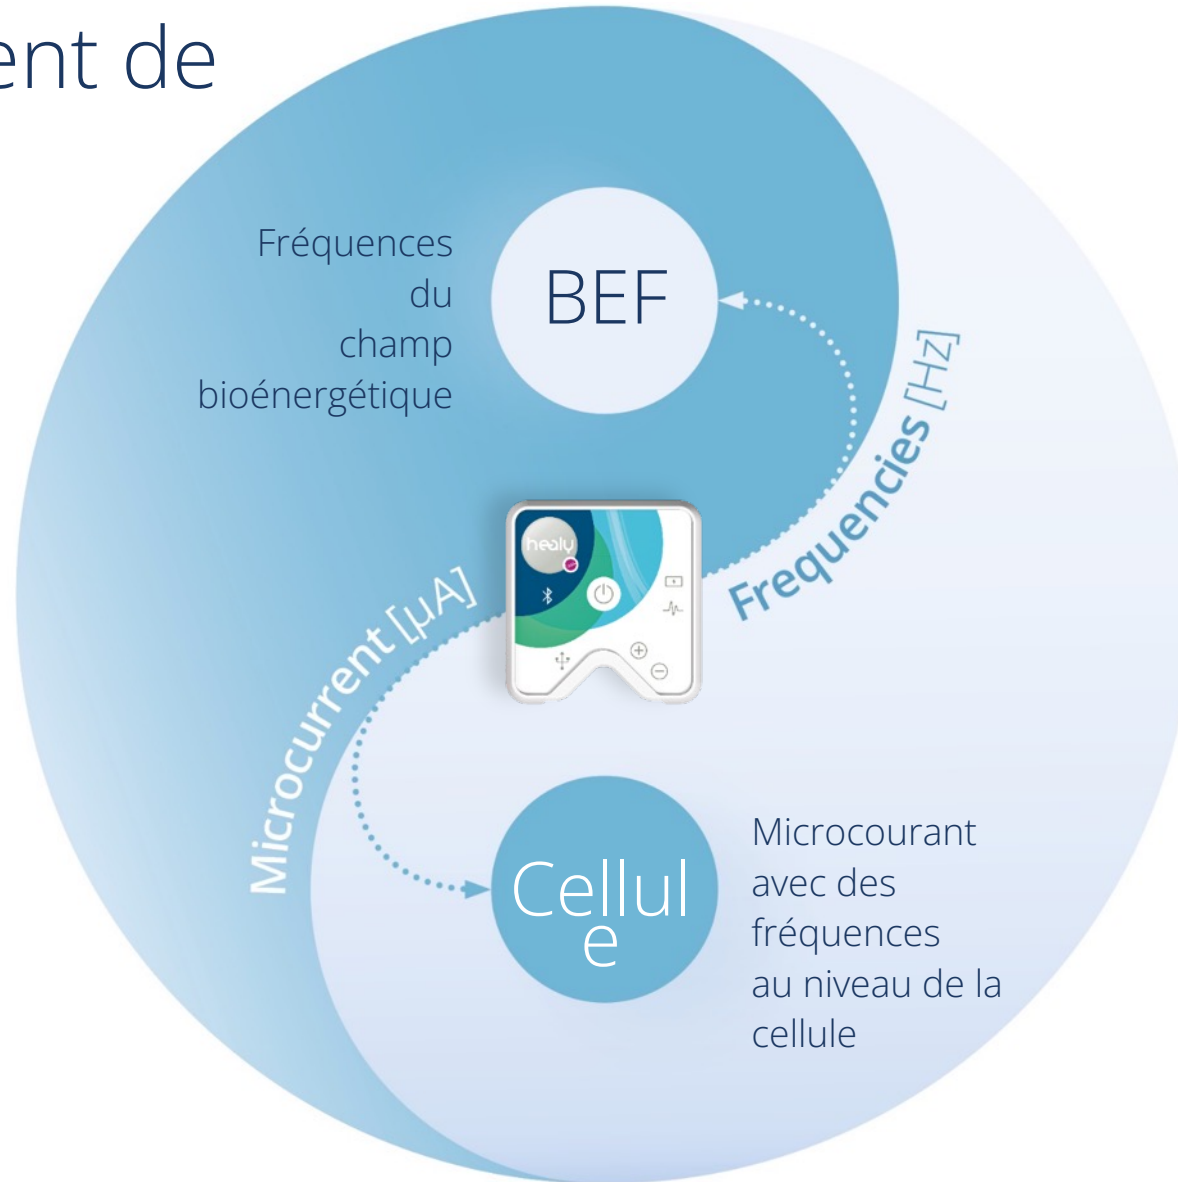 ent de
Fréquences
du
champ
bioénergétique
BEF
Frequencies [Hz]
healy
Microcurrent [µA]
Cellul
e
Microcourant
avec des
fréquences
au niveau de la
cellule